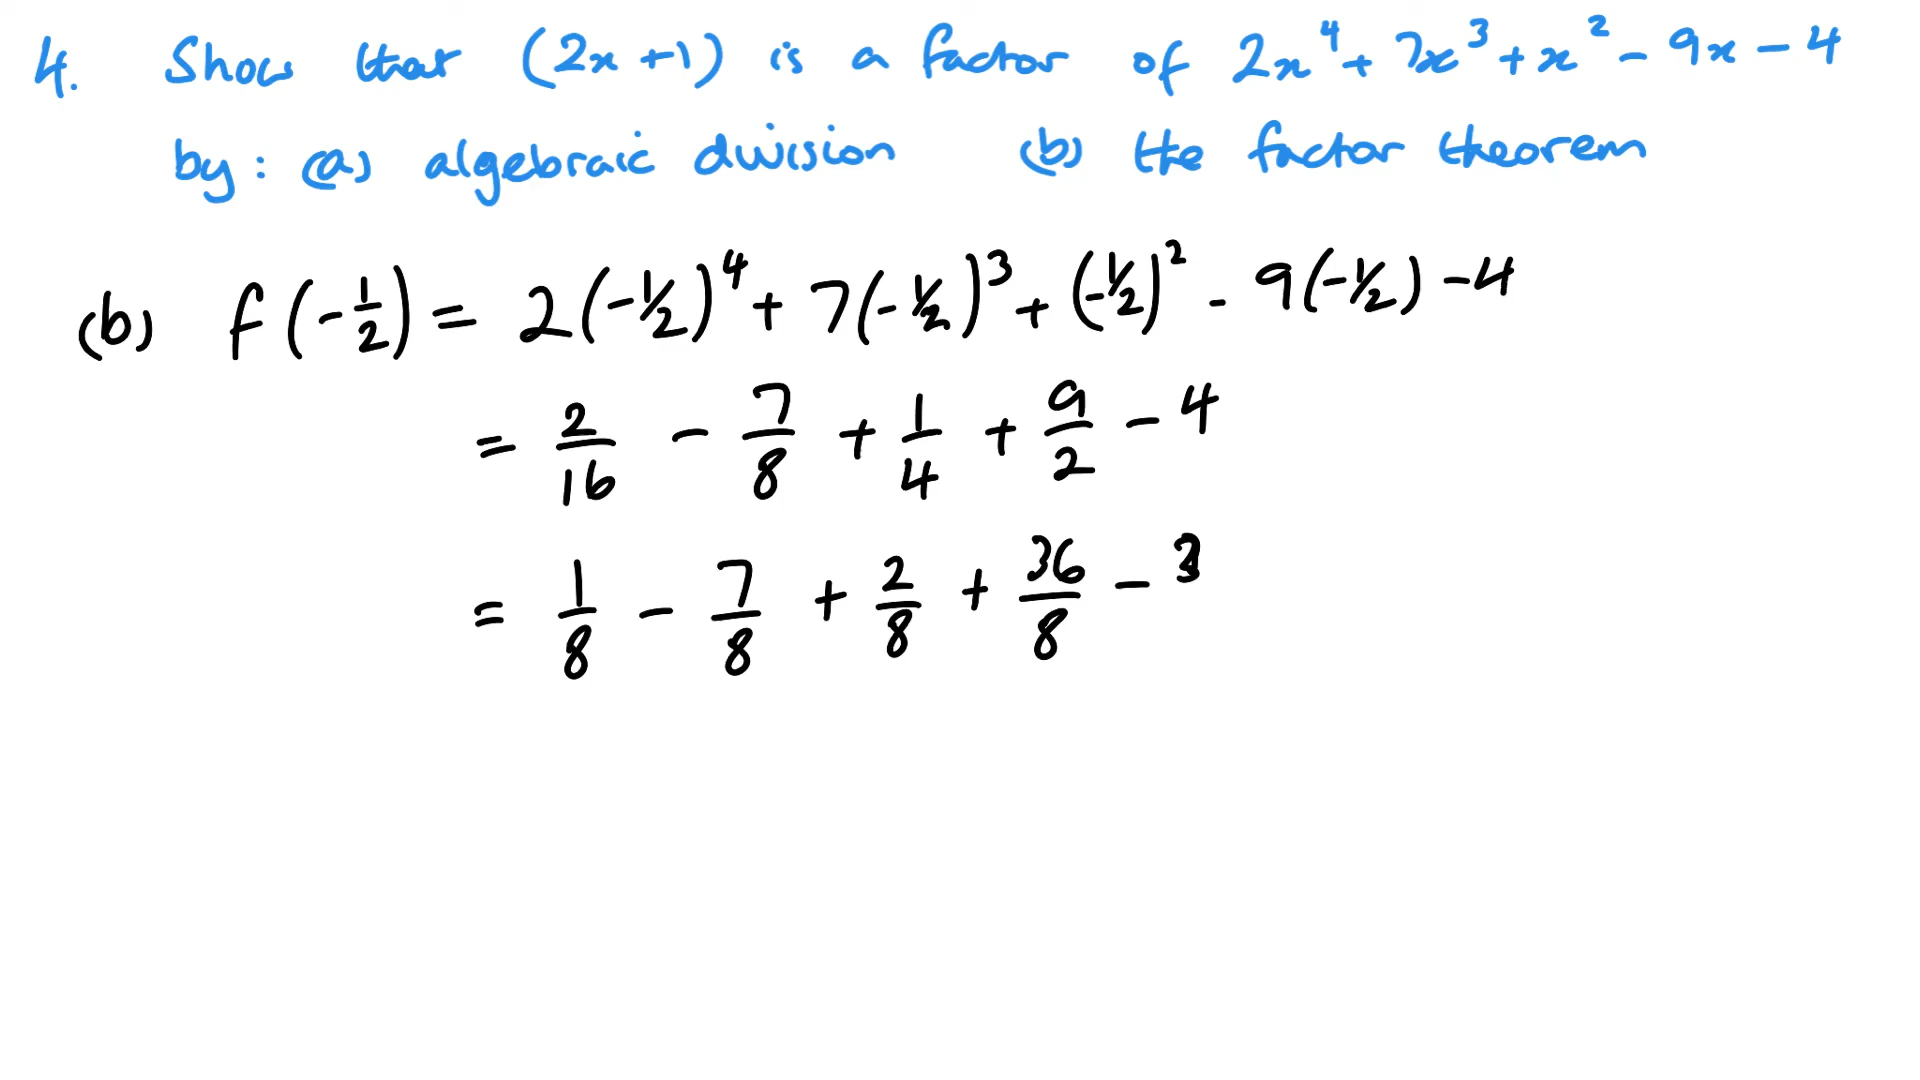 4. Show that (2x+1) is a factor of 2x⁴ + 7x³ + x² - 9x - 4
by: (a) algebraic division (b) the factor theorem
(b) f(-1/2) = 2(-1/2)⁴ + 7(-1/2)³ + (-1/2)² - 9(-1/2) - 4
= 2/16 - 7/8 + 1/4 + 9/2 - 4
= 1/8 - 7/8 + 2/8 + 36/8 - 3